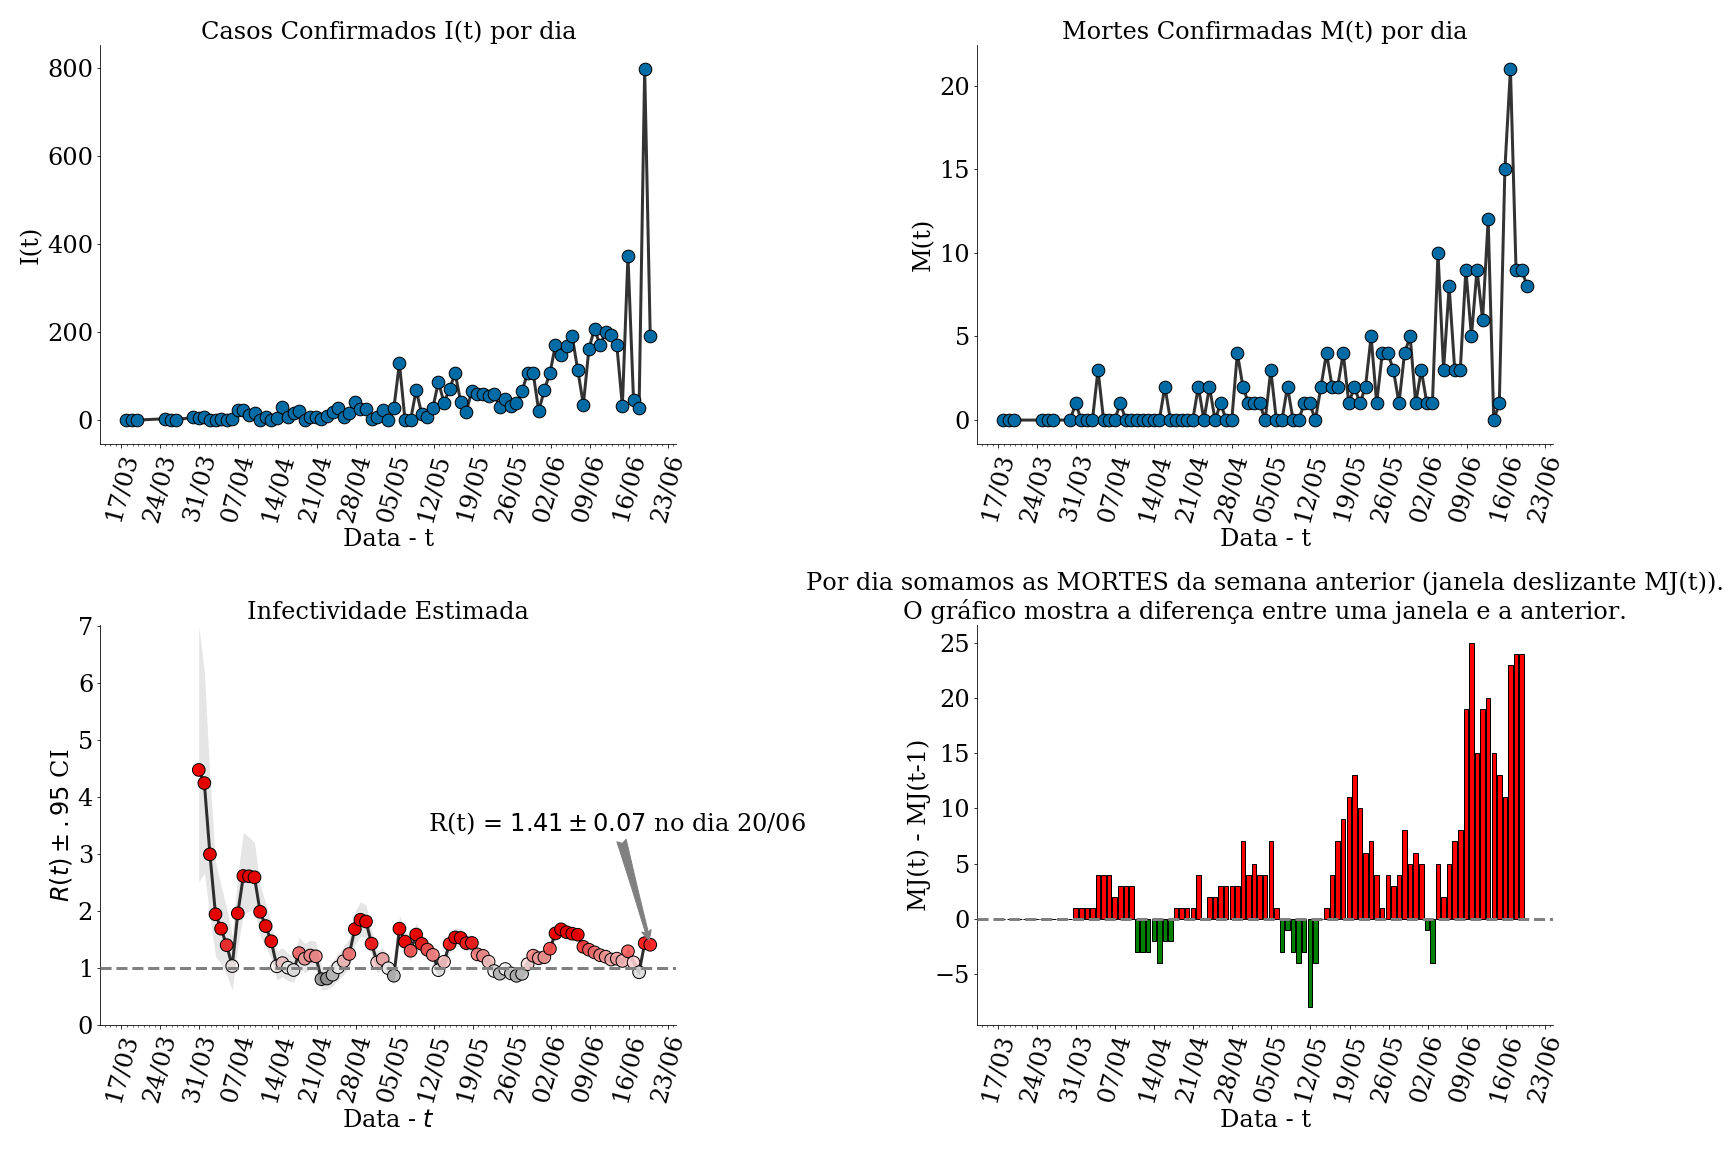 Casos Confirmados I(t) por dia
I(t)
800
600
400
200
0
17/03 24/03 31/03 07/04 14/04 21/04 28/04 05/05 12/05 19/05 26/05 02/06 09/06 16/06 23/06
Data - t
Mortes Confirmadas M(t) por dia
M(t)
20
15
10
5
0
17/03 24/03 31/03 07/04 14/04 21/04 28/04 05/05 12/05 19/05 26/05 02/06 09/06 16/06 23/06
Data - t
Infectividade Estimada
R(t) ± .95 CI
7
6
5
4
3
2
1
0
R(t) = 1.41 ± 0.07 no dia 20/06
17/03 24/03 31/03 07/04 14/04 21/04 28/04 05/05 12/05 19/05 26/05 02/06 09/06 16/06 23/06
Data - t
Por dia somamos as MORTES da semana anterior (janela deslizante MJ(t)).
O gráfico mostra a diferença entre uma janela e a anterior.
MJ(t) - MJ(t-1)
25
20
15
10
5
0
−5
17/03 24/03 31/03 07/04 14/04 21/04 28/04 05/05 12/05 19/05 26/05 02/06 09/06 16/06 23/06
Data - t